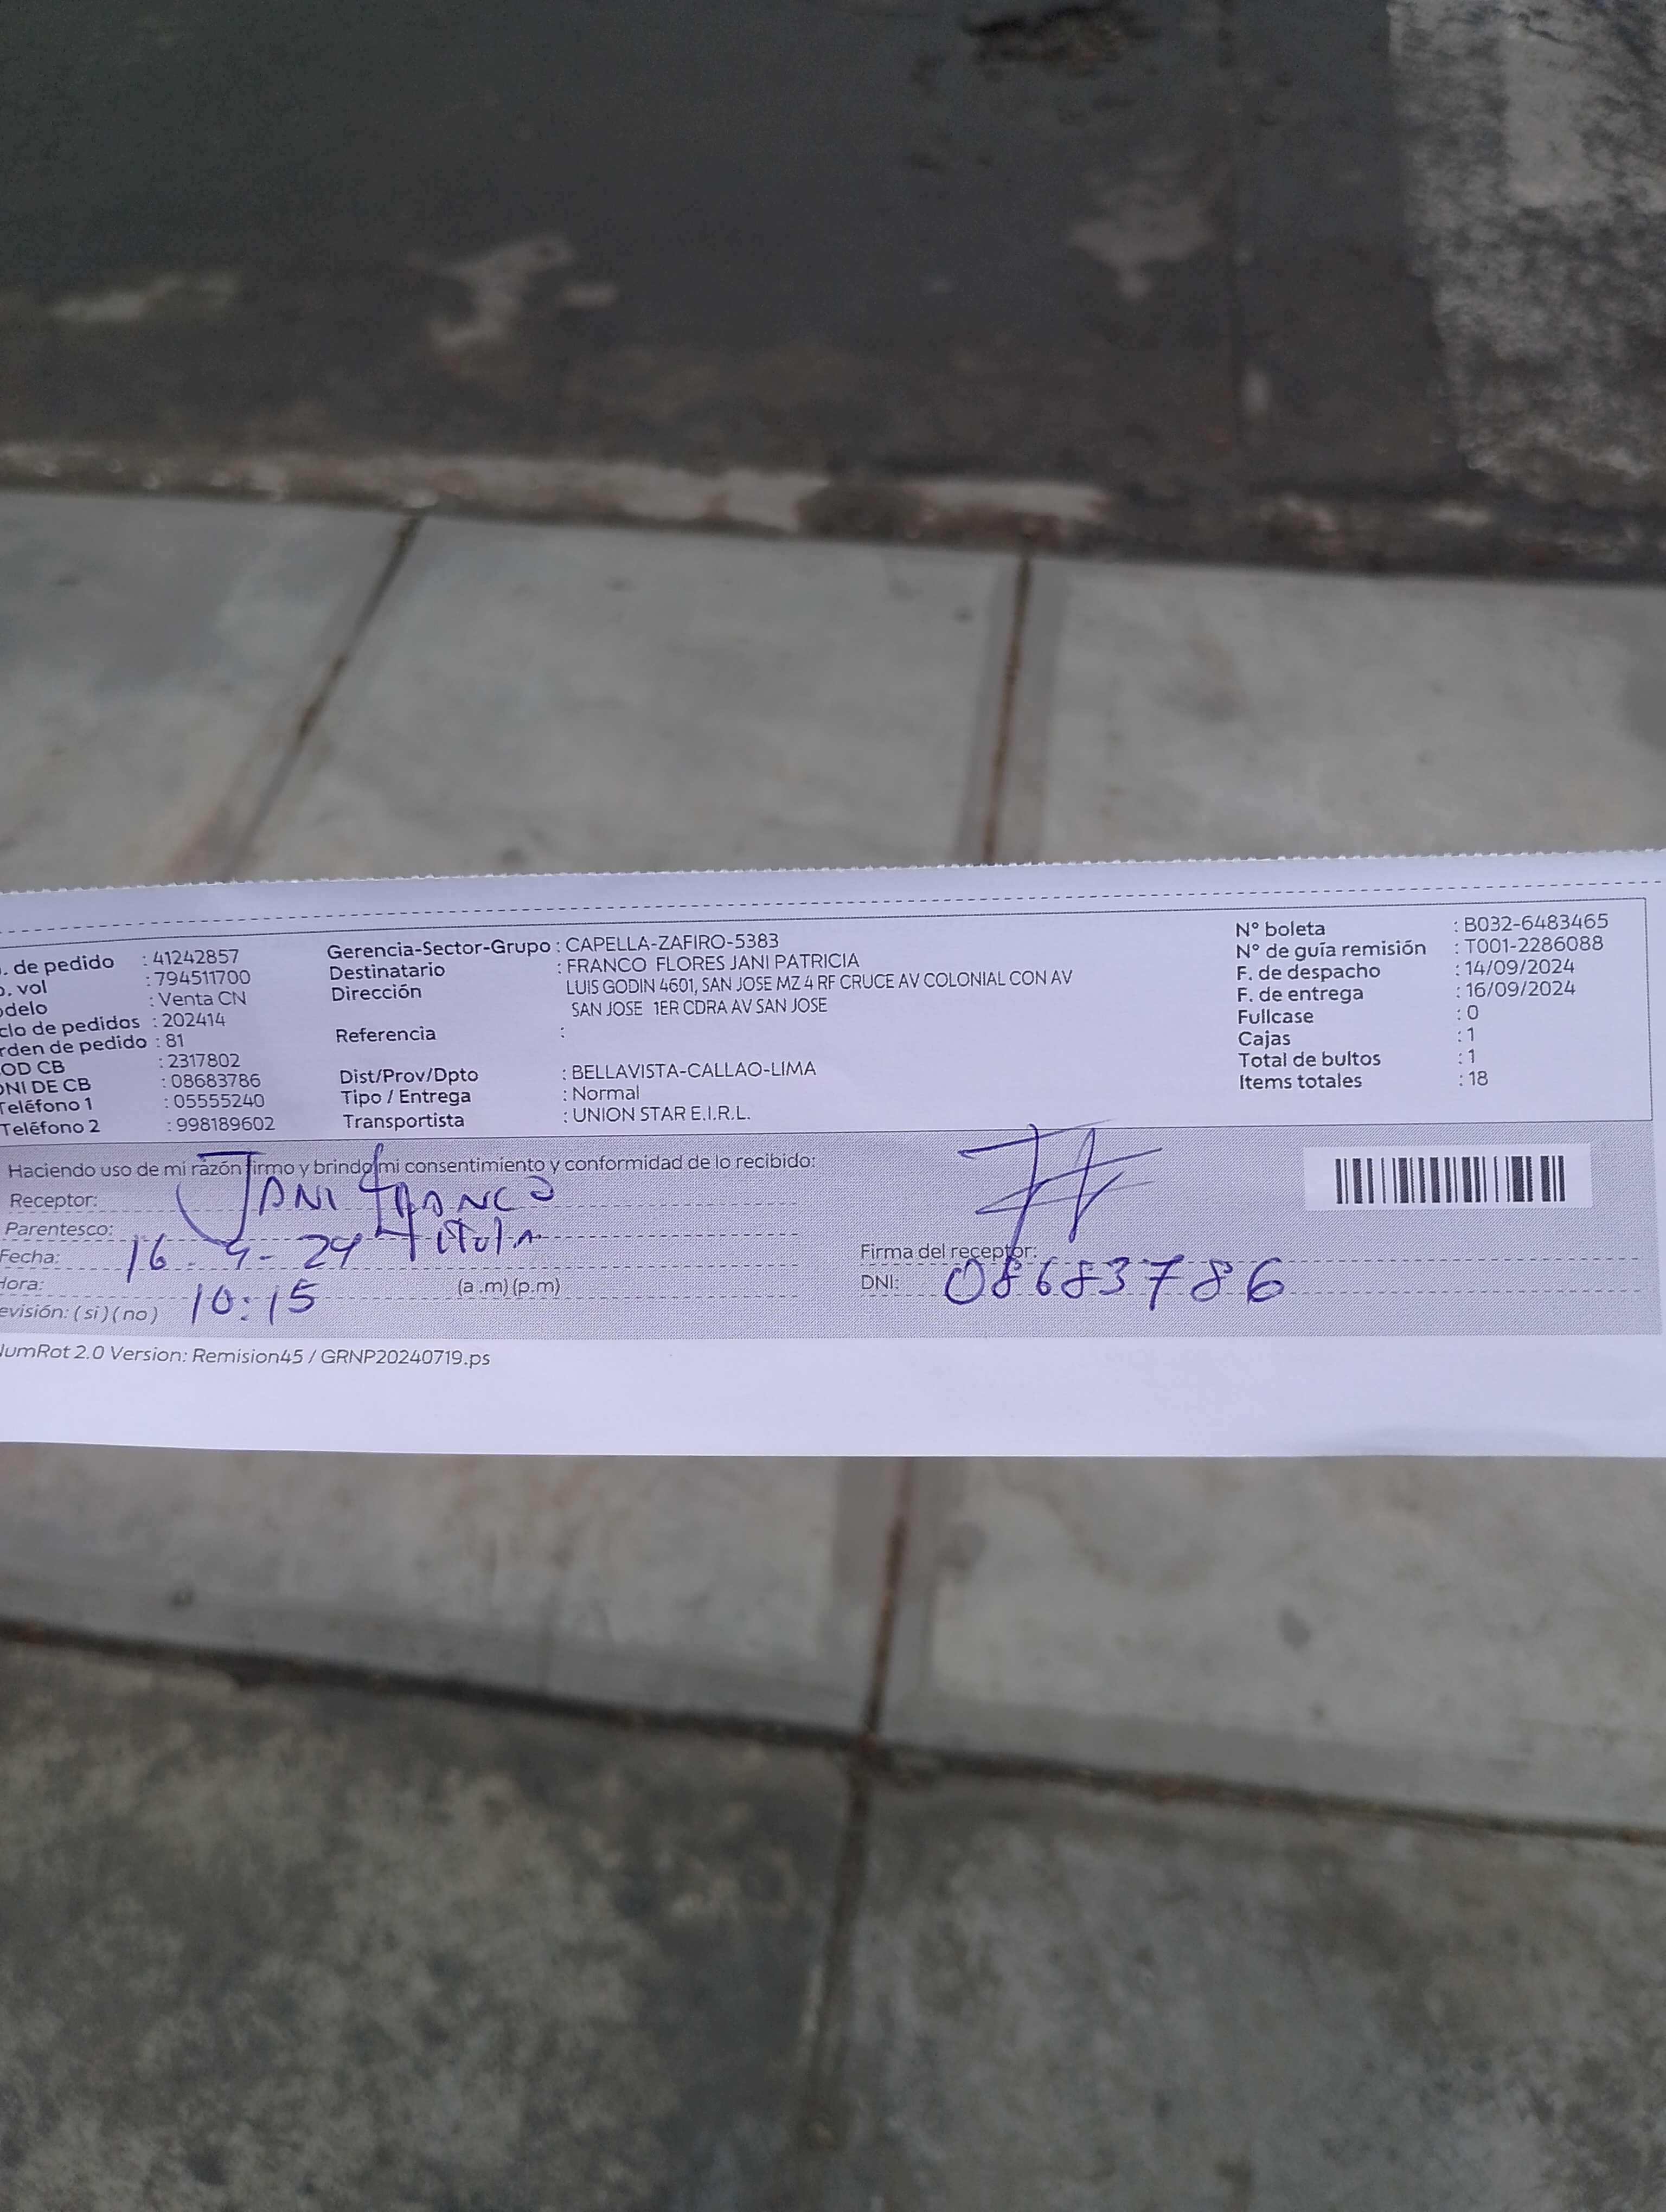 . de pedido : 41242857
o. vol : 794511700
odelo : Venta CN
clo de pedidos : 202414
rden de pedido : 81
OD CB : 2317802
NI DE CB : 08683786
Teléfono 1 : 05555240
Teléfono 2 : 998189602
Gerencia-Sector-Grupo : CAPELLA-ZAFIRO-5383
Destinatario : FRANCO FLORES JANI PATRICIA
Dirección LUIS GODIN 4601, SAN JOSE MZ 4 RF CRUCE AV COLONIAL CON AV
SAN JOSE 1ER CDRA AV SAN JOSE
Referencia :
Dist/Prov/Dpto : BELLAVISTA-CALLAO-LIMA
Tipo / Entrega : Normal
Transportista : UNION STAR E.I.R.L.
N° boleta : B032-6483465
N° de guía remisión : T001-2286088
F. de despacho : 14/09/2024
F. de entrega : 16/09/2024
Fullcase : 0
Cajas : 1
Total de bultos : 1
Items totales : 18
Haciendo uso de mi razón firmo y brindo mi consentimiento y conformidad de lo recibido:
Receptor: JANI FRANCO
Parentesco: titulA
Fecha: 16-9-24
Hora: 10:15 (a .m) (p.m)
evisión: ( si ) ( no )
Firma del receptor:
DNI: 08683786
NumRot 2.0 Version: Remision45 / GRNP20240719.ps